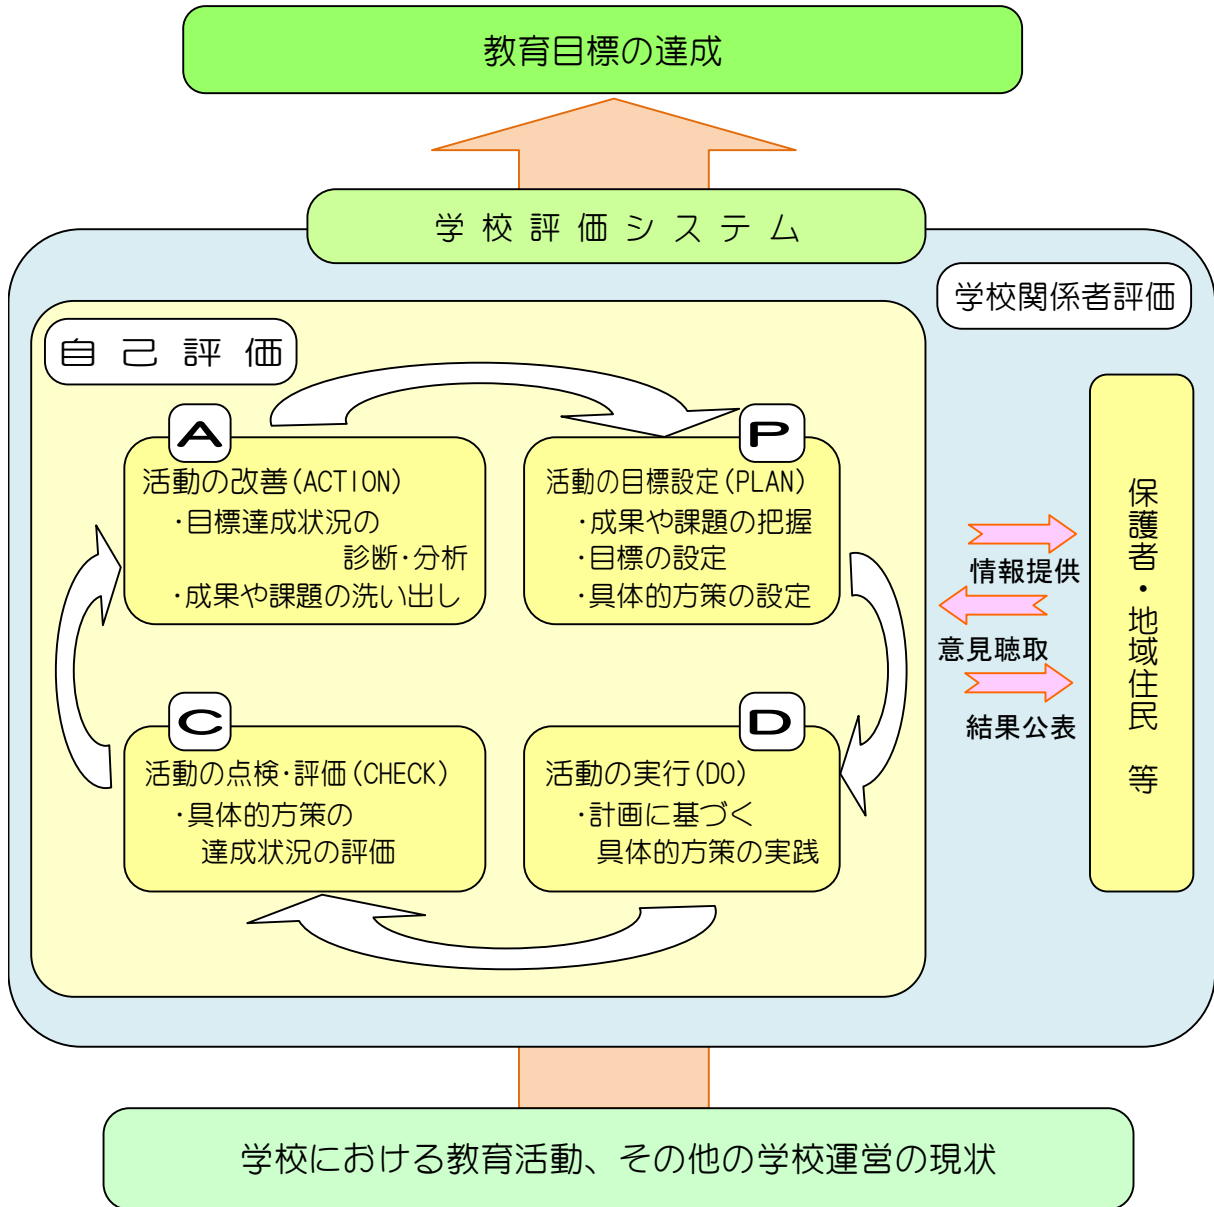 教育目標の達成
学校評価システム
学校関係者評価
自己評価
A
活動の改善(ACTION)
・目標達成状況の
診断・分析
・成果や課題の洗い出し
P
活動の目標設定(PLAN)
・成果や課題の把握
・目標の設定
・具体的方策の設定
C
活動の点検・評価(CHECK)
・具体的方策の
達成状況の評価
D
活動の実行(DO)
・計画に基づく
具体的方策の実践
情報提供
意見聴取
結果公表
保護者・地域住民 等
学校における教育活動、その他の学校運営の現状